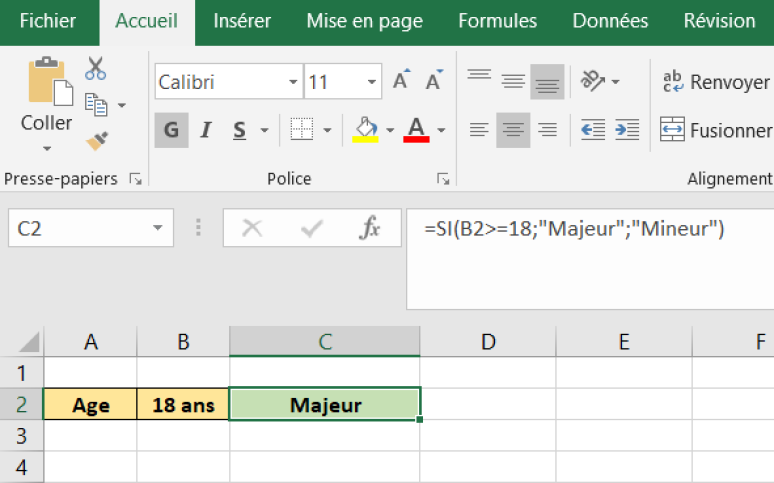 Fichier Accueil Insérer Mise en page Formules Données Révision
Calibri 11 A A ab c Renvoyer
Coller
G I S A Fusionner
Presse-papiers Police Alignement
C2 fx =SI(B2>=18;"Majeur";"Mineur")
A B C D E F
1
2 Age 18 ans Majeur
3
4